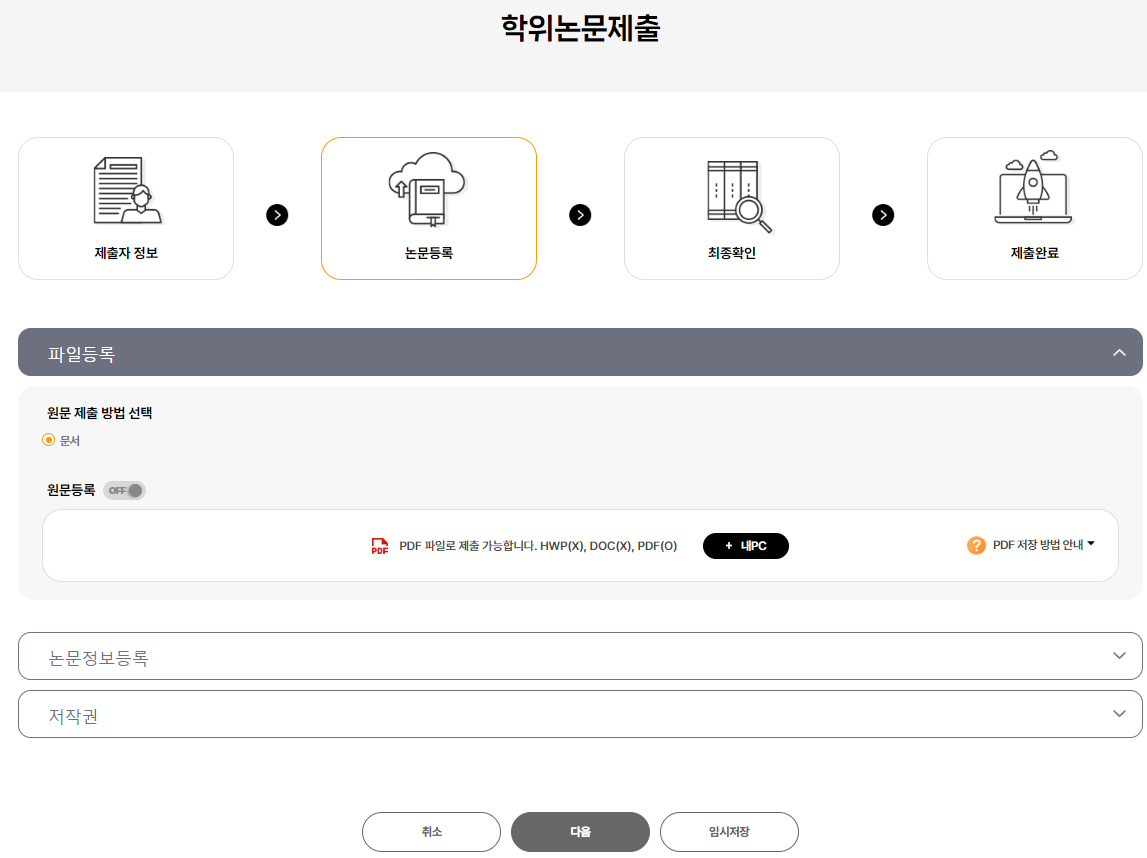 학위논문제출
제출자 정보
논문등록
최종확인
제출완료
파일등록
원문 제출 방법 선택
문서
원문등록 OFF
PDF PDF 파일로 제출 가능합니다. HWP(X), DOC(X), PDF(O) + 내PC ? PDF 저장 방법 안내
논문정보등록
저작권
취소 다음 임시저장